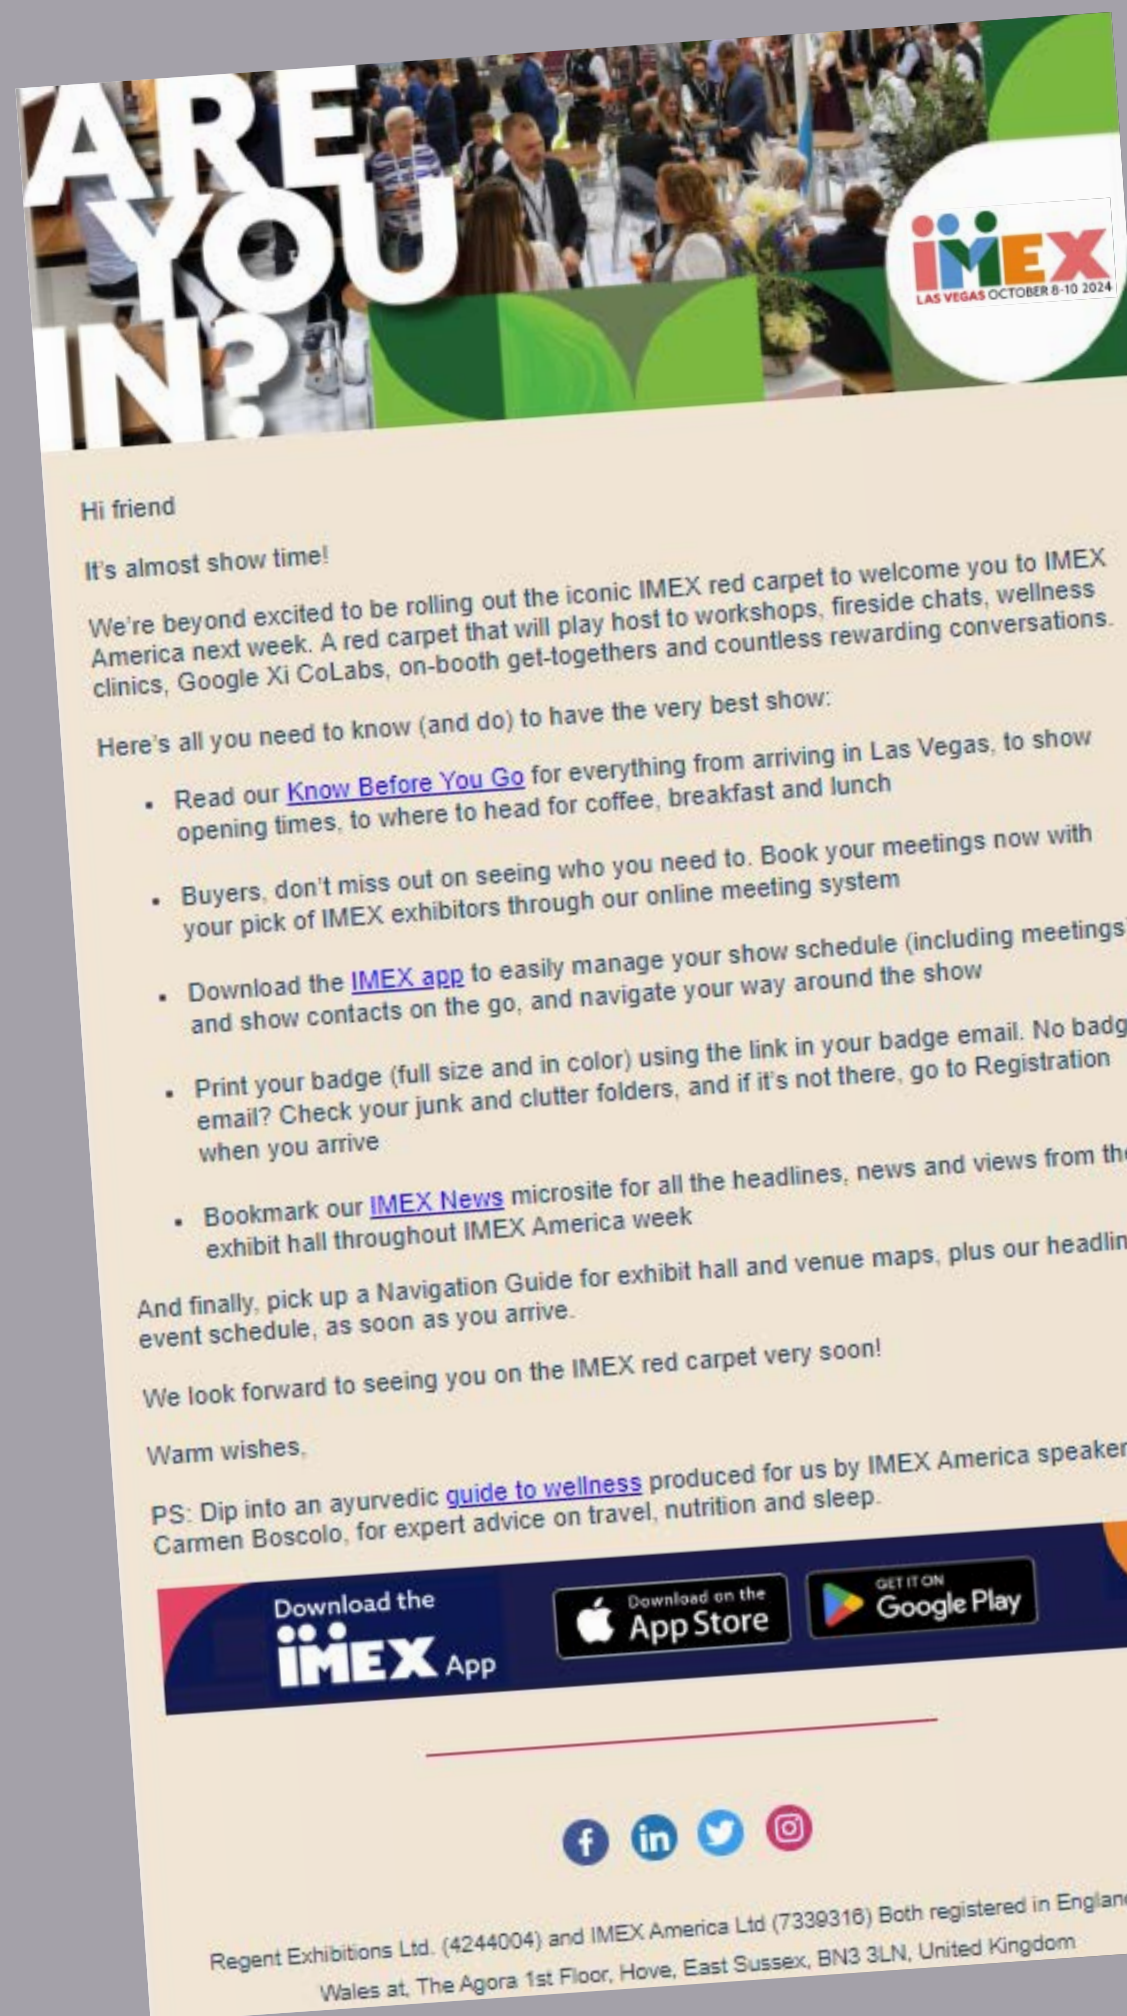 ARE
YOU
IN?
iMEX
LAS VEGAS OCTOBER 8-10 2024
Hi friend
It's almost show time!
We're beyond excited to be rolling out the iconic IMEX red carpet to welcome you to IMEX
America next week. A red carpet that will play host to workshops, fireside chats, wellness
clinics, Google Xi CoLabs, on-booth get-togethers and countless rewarding conversations.
Here's all you need to know (and do) to have the very best show:
• Read our Know Before You Go for everything from arriving in Las Vegas, to show
opening times, to where to head for coffee, breakfast and lunch
• Buyers, don't miss out on seeing who you need to. Book your meetings now with
your pick of IMEX exhibitors through our online meeting system
• Download the IMEX app to easily manage your show schedule (including meetings)
and show contacts on the go, and navigate your way around the show
• Print your badge (full size and in color) using the link in your badge email. No badg
email? Check your junk and clutter folders, and if it's not there, go to Registration
when you arrive
• Bookmark our IMEX News microsite for all the headlines, news and views from the
exhibit hall throughout IMEX America week
And finally, pick up a Navigation Guide for exhibit hall and venue maps, plus our headlin
event schedule, as soon as you arrive.
We look forward to seeing you on the IMEX red carpet very soon!
Warm wishes,
PS: Dip into an ayurvedic guide to wellness produced for us by IMEX America speaker
Carmen Boscolo, for expert advice on travel, nutrition and sleep.
Download the
iMEX App
Download on the
App Store
GET IT ON
Google Play
Regent Exhibitions Ltd. (4244004) and IMEX America Ltd (7339316) Both registered in England
Wales at, The Agora 1st Floor, Hove, East Sussex, BN3 3LN, United Kingdom